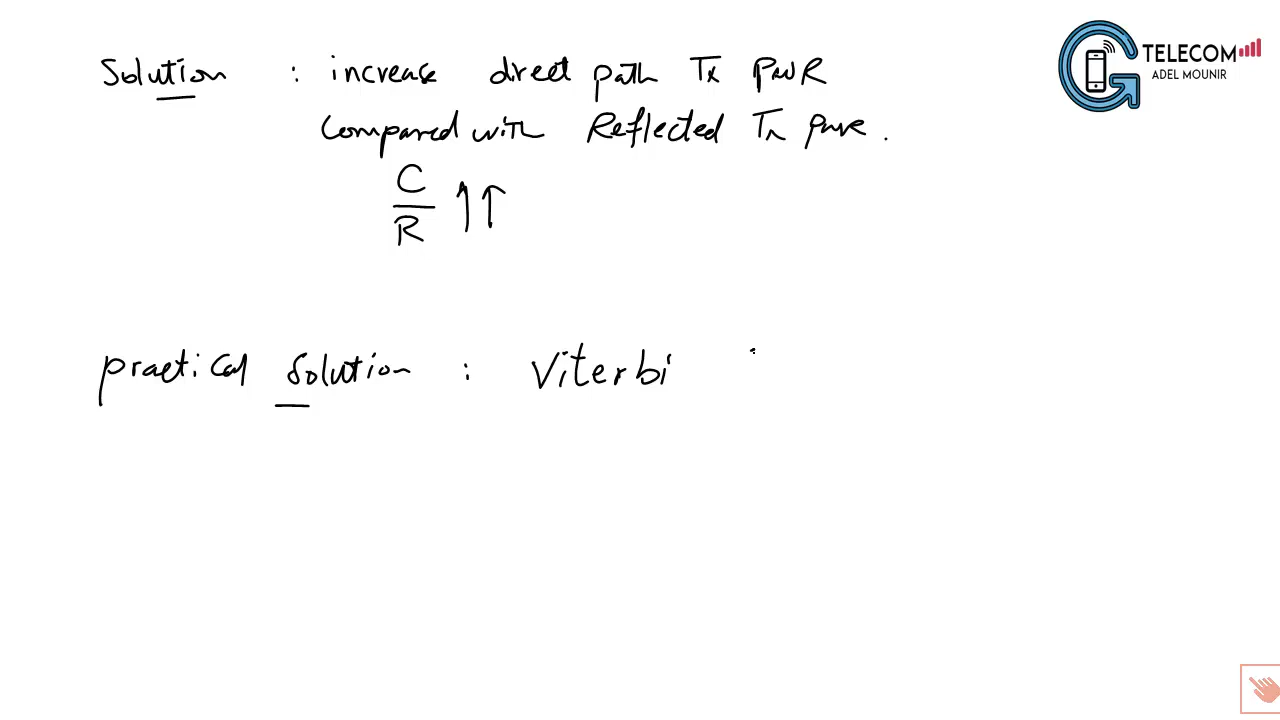 Solution : increase direct path Tx PWR
Compared with Reflected Tx pwr.
C
R
practical solution : Viterbi
G
TELECOM
ADEL MOUNIR